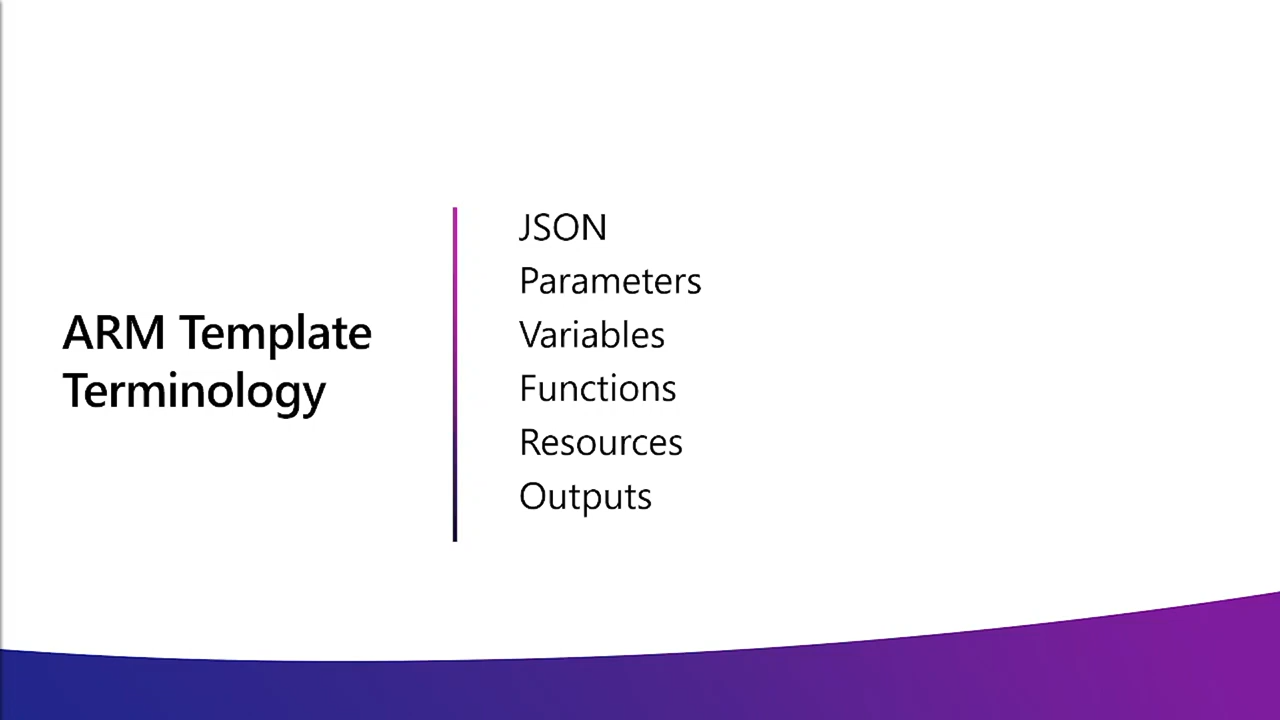 ARM Template
Terminology
JSON
Parameters
Variables
Functions
Resources
Outputs